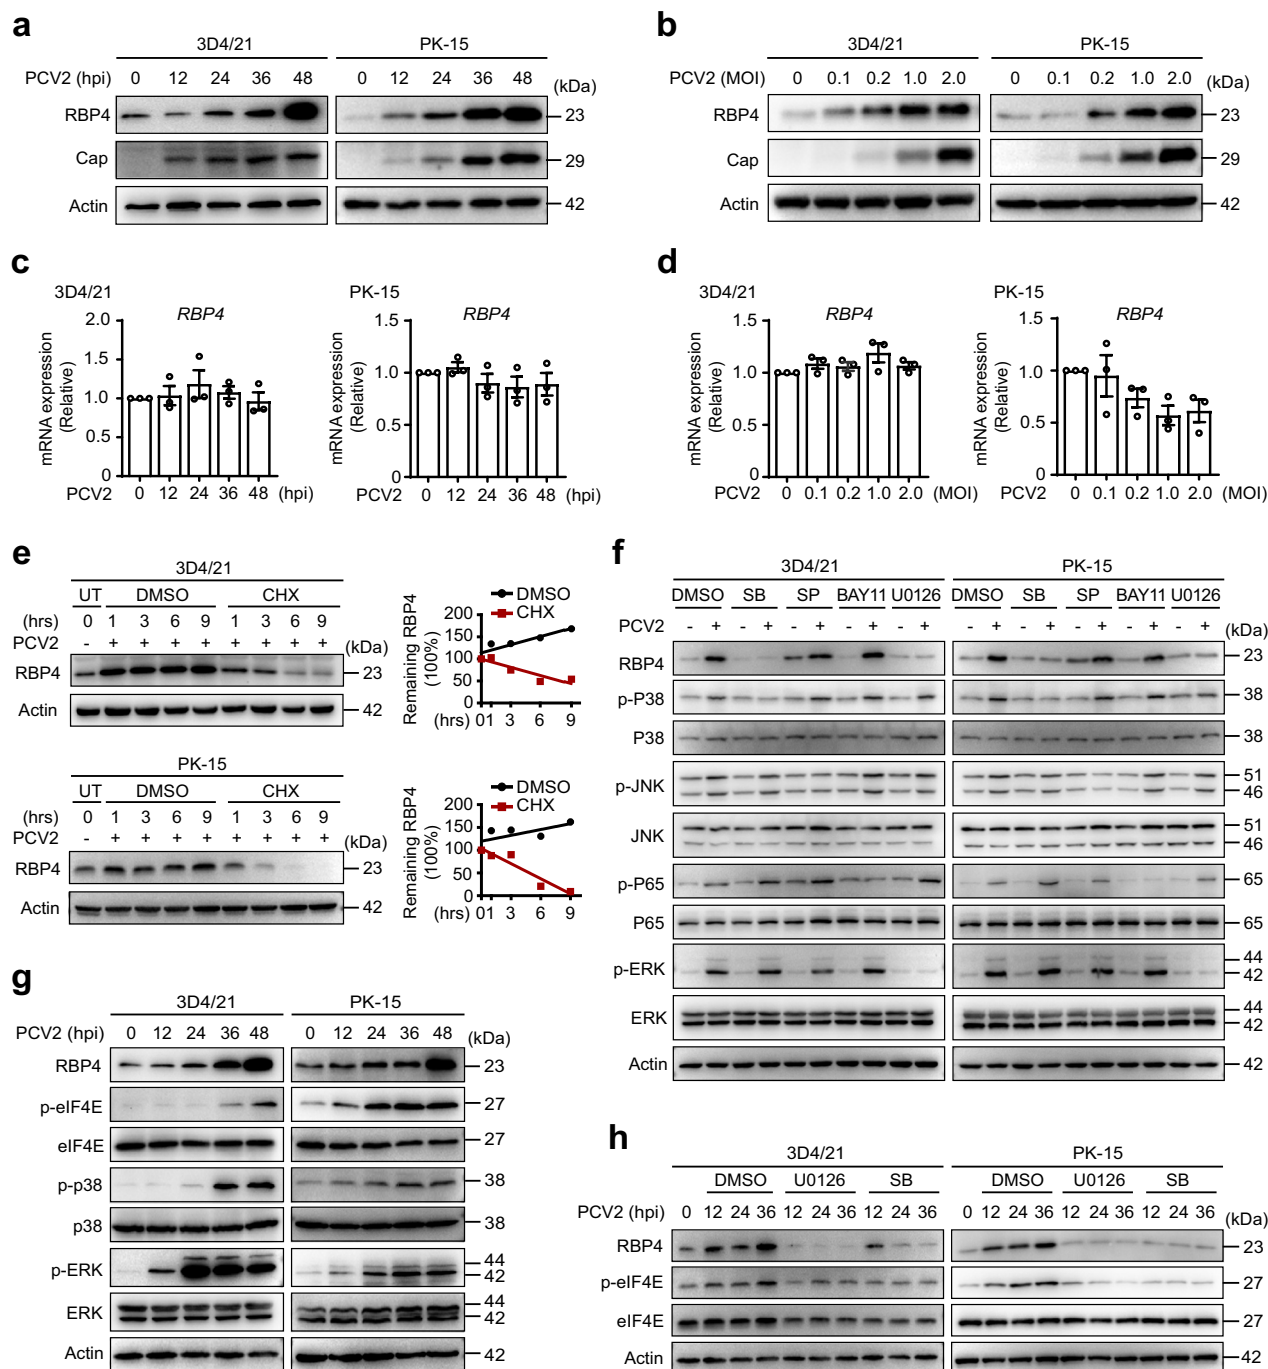 a
3D4/21 PK-15
PCV2 (hpi) 0 12 24 36 48 0 12 24 36 48 (kDa)
RBP4 23
Cap 29
Actin 42
b
3D4/21 PK-15
PCV2 (MOI) 0 0.1 0.2 1.0 2.0 0 0.1 0.2 1.0 2.0 (kDa)
RBP4 23
Cap 29
Actin 42
c
3D4/21
RBP4
mRNA expression
(Relative)
2.0
1.5
1.0
0.5
0
PCV2 0 12 24 36 48 (hpi)
PK-15
RBP4
mRNA expression
(Relative)
1.5
1.0
0.5
0
PCV2 0 12 24 36 48 (hpi)
d
3D4/21
RBP4
mRNA expression
(Relative)
1.5
1.0
0.5
0
PCV2 0 0.1 0.2 1.0 2.0 (MOI)
PK-15
RBP4
mRNA expression
(Relative)
1.5
1.0
0.5
0
PCV2 0 0.1 0.2 1.0 2.0 (MOI)
e
3D4/21
UT DMSO CHX
(hrs) 0 1 3 6 9 1 3 6 9
PCV2 - + + + + + + + + (kDa)
RBP4 23
Actin 42
DMSO
CHX
Remaining RBP4
(100%)
200
150
100
50
0
(hrs) 0 1 3 6 9
PK-15
UT DMSO CHX
(hrs) 0 1 3 6 9 1 3 6 9
PCV2 - + + + + + + + + (kDa)
RBP4 23
Actin 42
DMSO
CHX
Remaining RBP4
(100%)
200
150
100
50
0
(hrs) 0 1 3 6 9
f
3D4/21 PK-15
DMSO SB SP BAY11 U0126 DMSO SB SP BAY11 U0126
PCV2 - + - + - + - + - + - + - + - + - + - + (kDa)
RBP4 23
p-P38 38
P38 38
p-JNK 51
46
JNK 51
46
p-P65 65
P65 65
p-ERK 44
42
ERK 44
42
Actin 42
g
3D4/21 PK-15
PCV2 (hpi) 0 12 24 36 48 0 12 24 36 48 (kDa)
RBP4 23
p-eIF4E 27
eIF4E 27
p-p38 38
p38 38
p-ERK 44
42
ERK 44
42
Actin 42
h
3D4/21 PK-15
DMSO U0126 SB DMSO U0126 SB
PCV2 (hpi) 0 12 24 36 12 24 36 12 24 36 0 12 24 36 12 24 36 12 24 36 (kDa)
RBP4 23
p-eIF4E 27
eIF4E 27
Actin 42